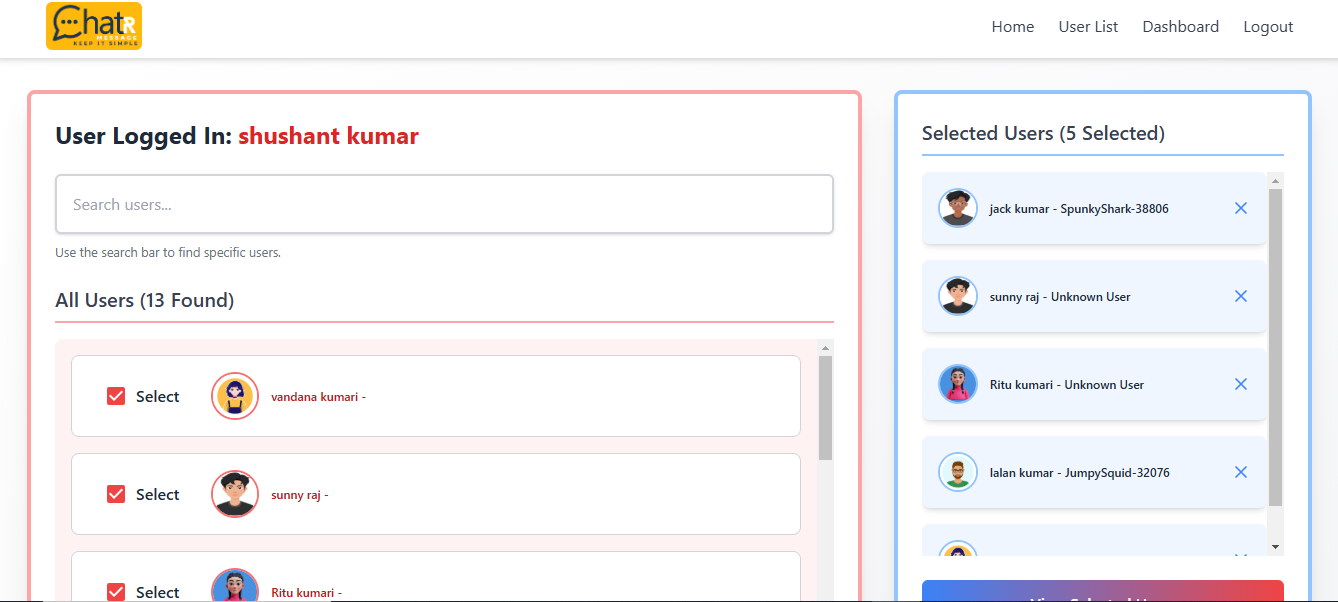 Chatr
MESSAGE
KEEP IT SIMPLE
Home User List Dashboard Logout
User Logged In: shushant kumar
Search users...
Use the search bar to find specific users.
All Users (13 Found)
Select vandana kumari -
Select sunny raj -
Select Ritu kumari -
Selected Users (5 Selected)
jack kumar - SpunkyShark-38806
sunny raj - Unknown User
Ritu kumari - Unknown User
lalan kumar - JumpySquid-32076